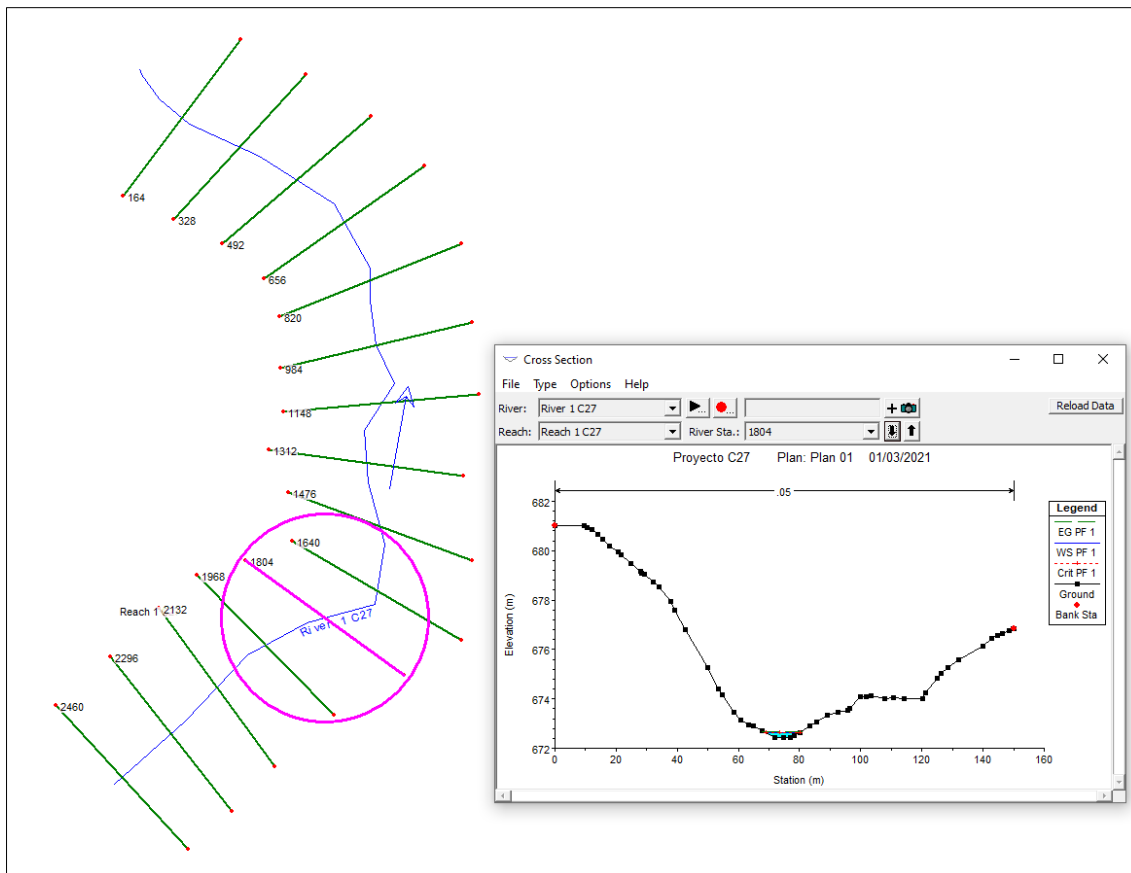 164
328
492
656
820
984
1148
1312
1476
1640
1804
1968
Reach 1
2132
River 1 C27
2296
2460
Cross Section
File Type Options Help
River: River 1 C27
Reload Data
Reach: Reach 1 C27 River Sta.: 1804
Proyecto C27 Plan: Plan 01 01/03/2021
.05
682
680
678
676
674
672
Elevation (m)
0 20 40 60 80 100 120 140 160
Station (m)
Legend
EG PF 1
WS PF 1
Crit PF 1
Ground
Bank Sta